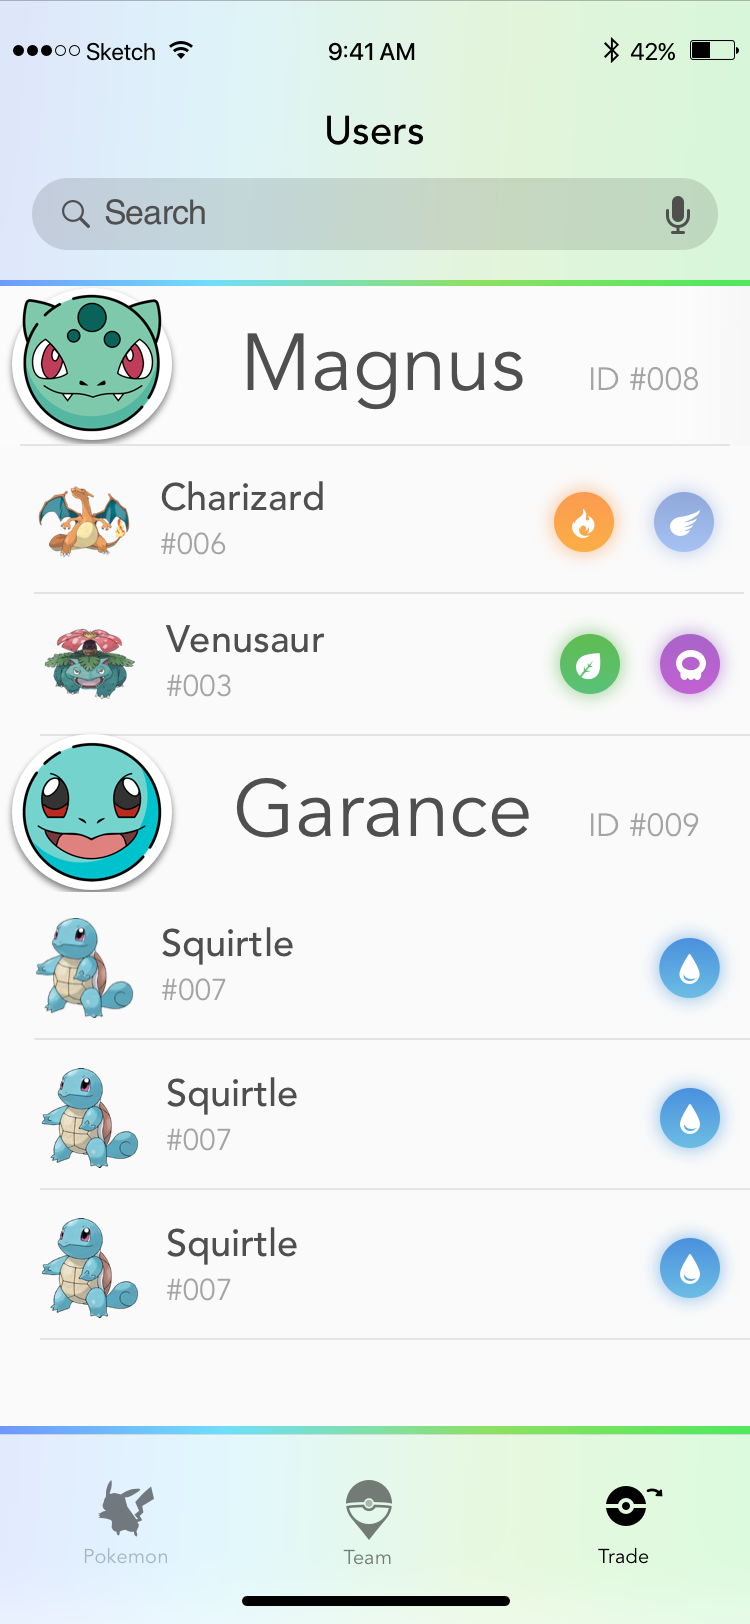 Sketch 9:41 AM 42%
Users
Search
Magnus ID #008
Charizard
#006
Venusaur
#003
Garance ID #009
Squirtle
#007
Squirtle
#007
Squirtle
#007
Pokemon Team Trade